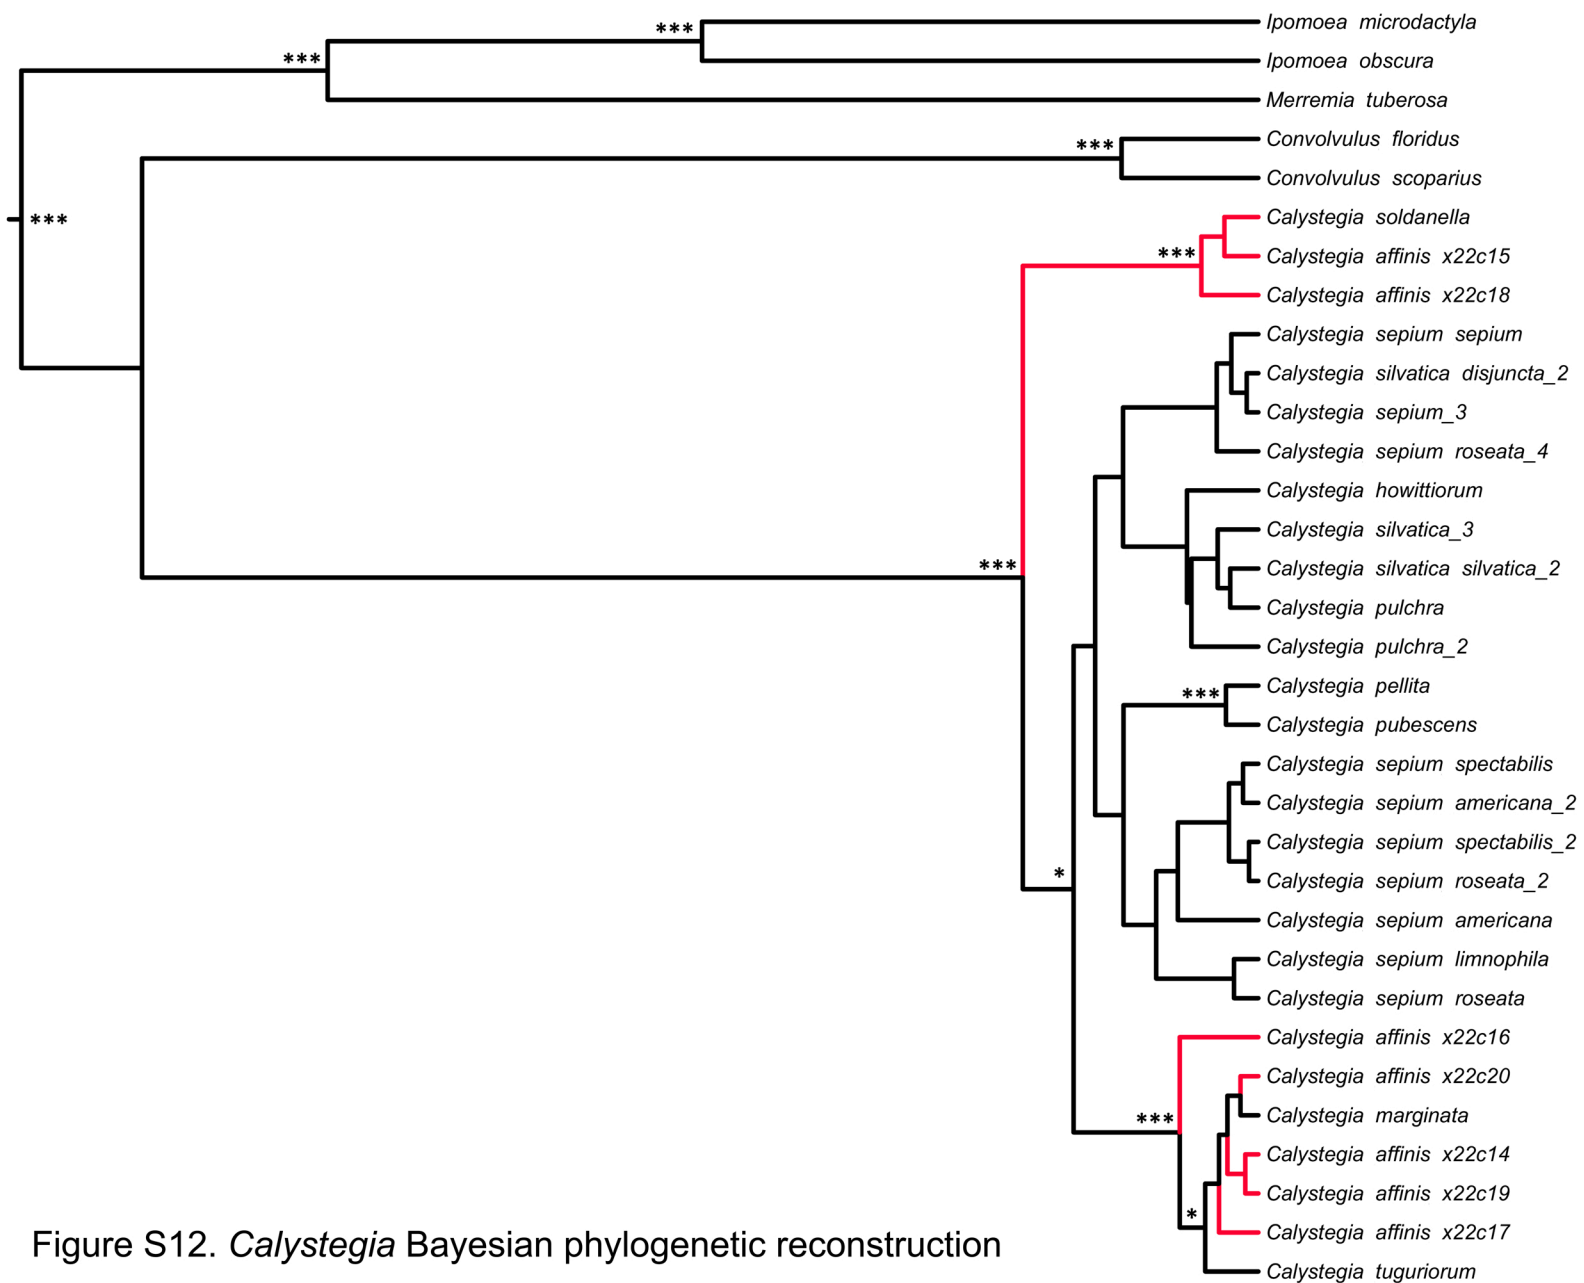 *** Ipomoea microdactyla
*** Ipomoea obscura
Merremia tuberosa
*** Convolvulus floridus
Convolvulus scoparius
*** Calystegia soldanella
*** Calystegia affinis x22c15
Calystegia affinis x22c18
Calystegia sepium sepium
Calystegia silvatica disjuncta_2
Calystegia sepium_3
Calystegia sepium roseata_4
Calystegia howittiorum
Calystegia silvatica_3
*** Calystegia silvatica silvatica_2
Calystegia pulchra
Calystegia pulchra_2
*** Calystegia pellita
Calystegia pubescens
Calystegia sepium spectabilis
Calystegia sepium americana_2
Calystegia sepium spectabilis_2
* Calystegia sepium roseata_2
Calystegia sepium americana
Calystegia sepium limnophila
Calystegia sepium roseata
Calystegia affinis x22c16
Calystegia affinis x22c20
*** Calystegia marginata
Calystegia affinis x22c14
Calystegia affinis x22c19
* Calystegia affinis x22c17
Calystegia tuguriorum
Figure S12. Calystegia Bayesian phylogenetic reconstruction